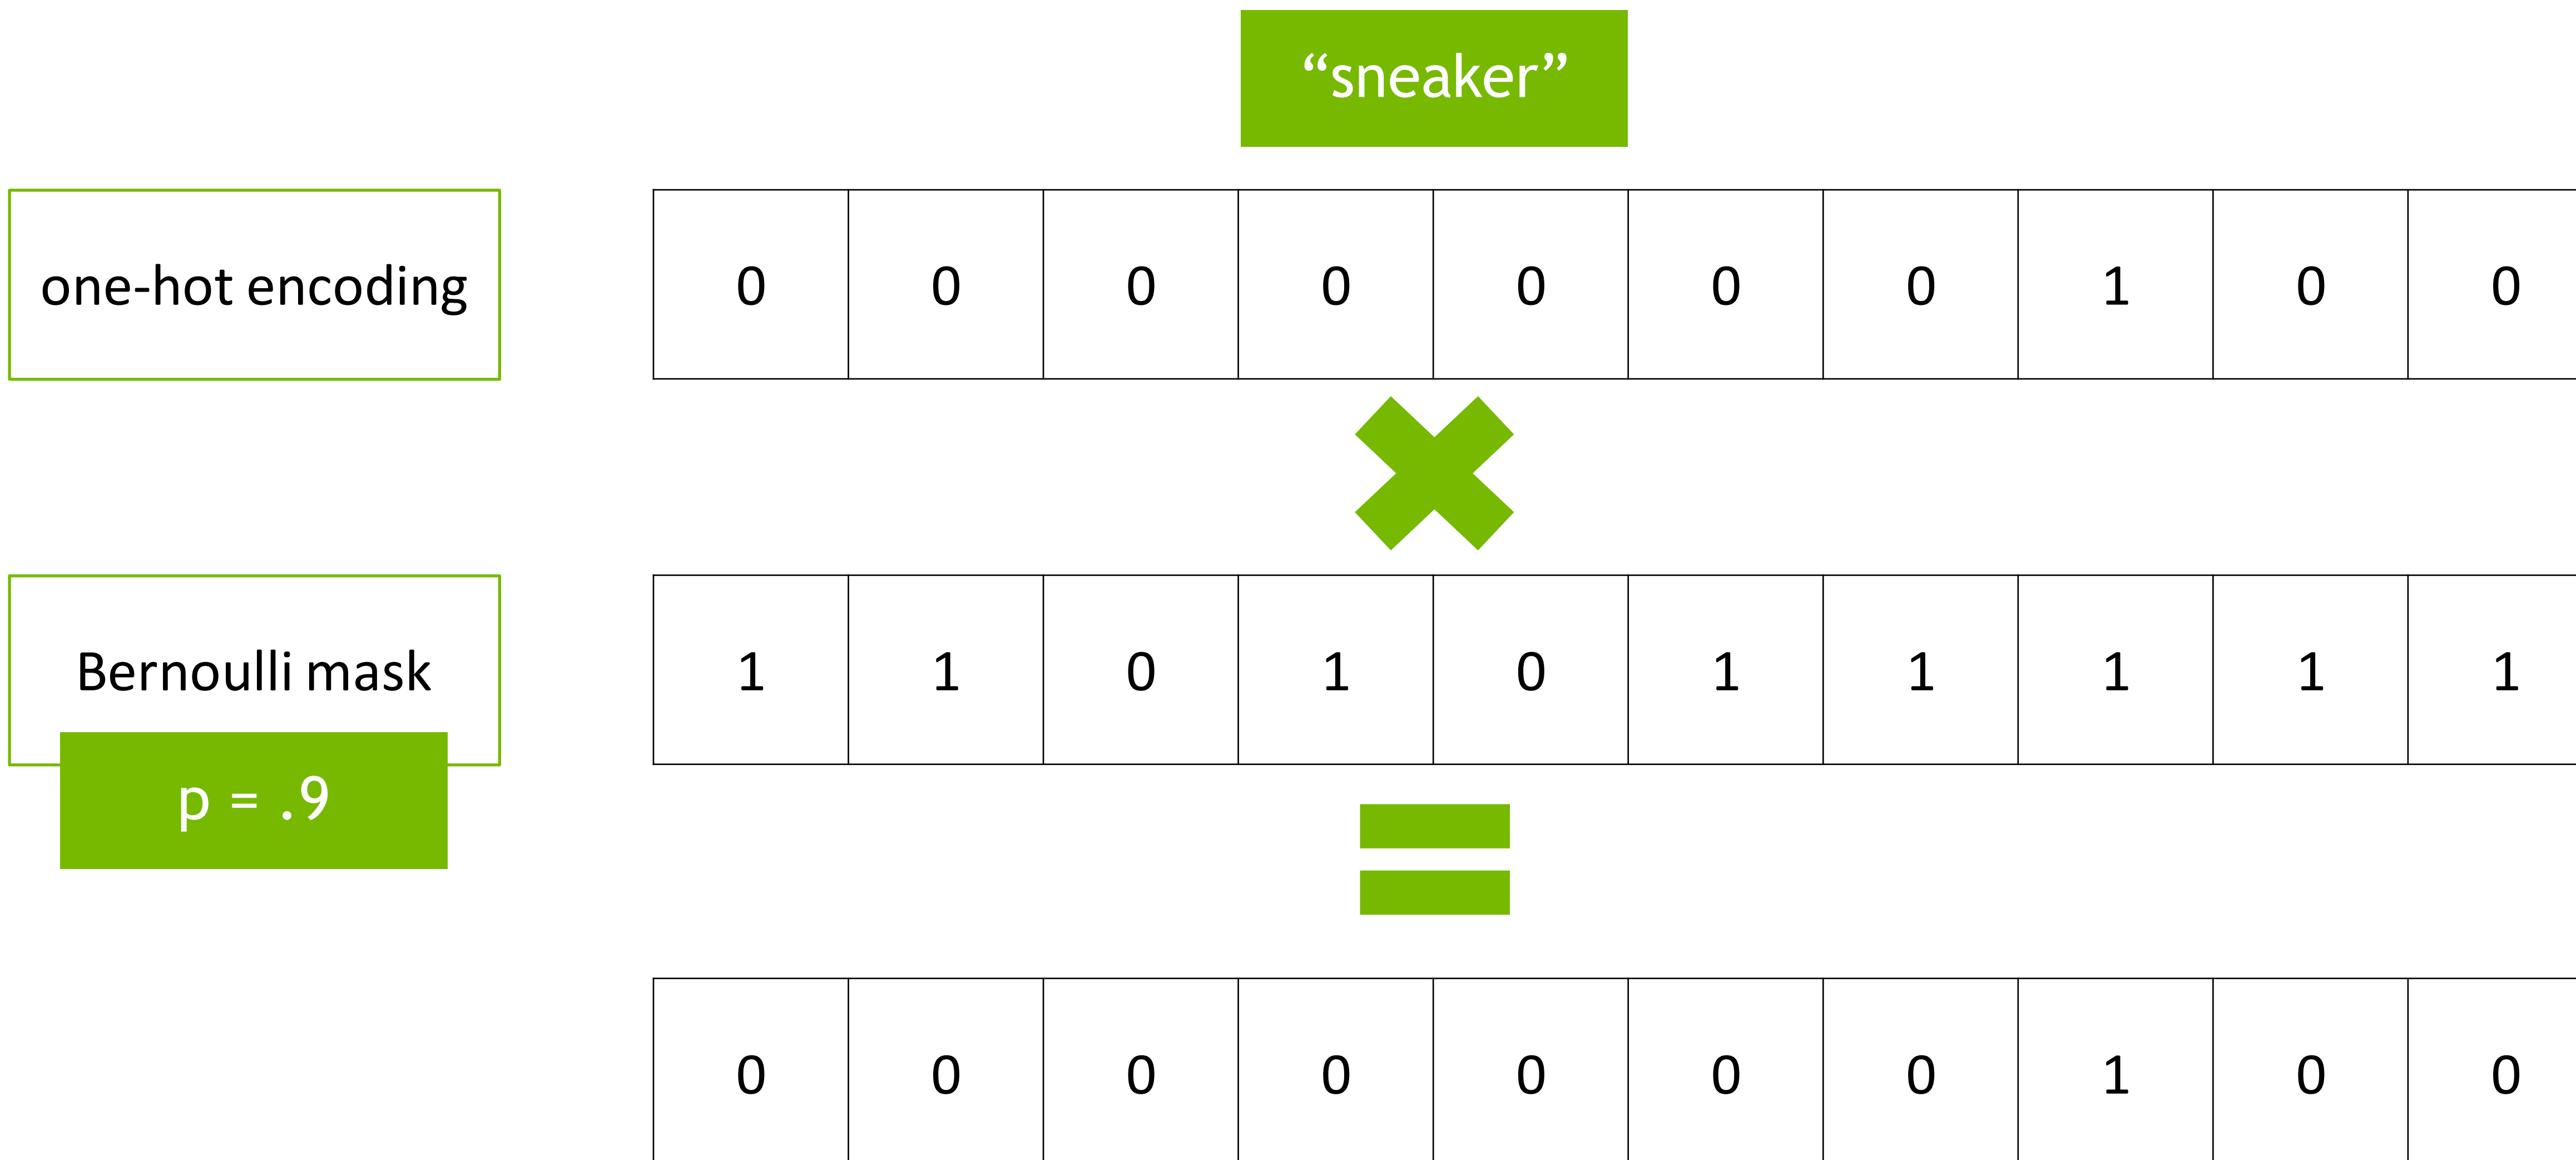 “sneaker”
one-hot encoding 0 0 0 0 0 0 0 1 0 0
Bernoulli mask 1 1 0 1 0 1 1 1 1 1
p = .9
0 0 0 0 0 0 0 1 0 0